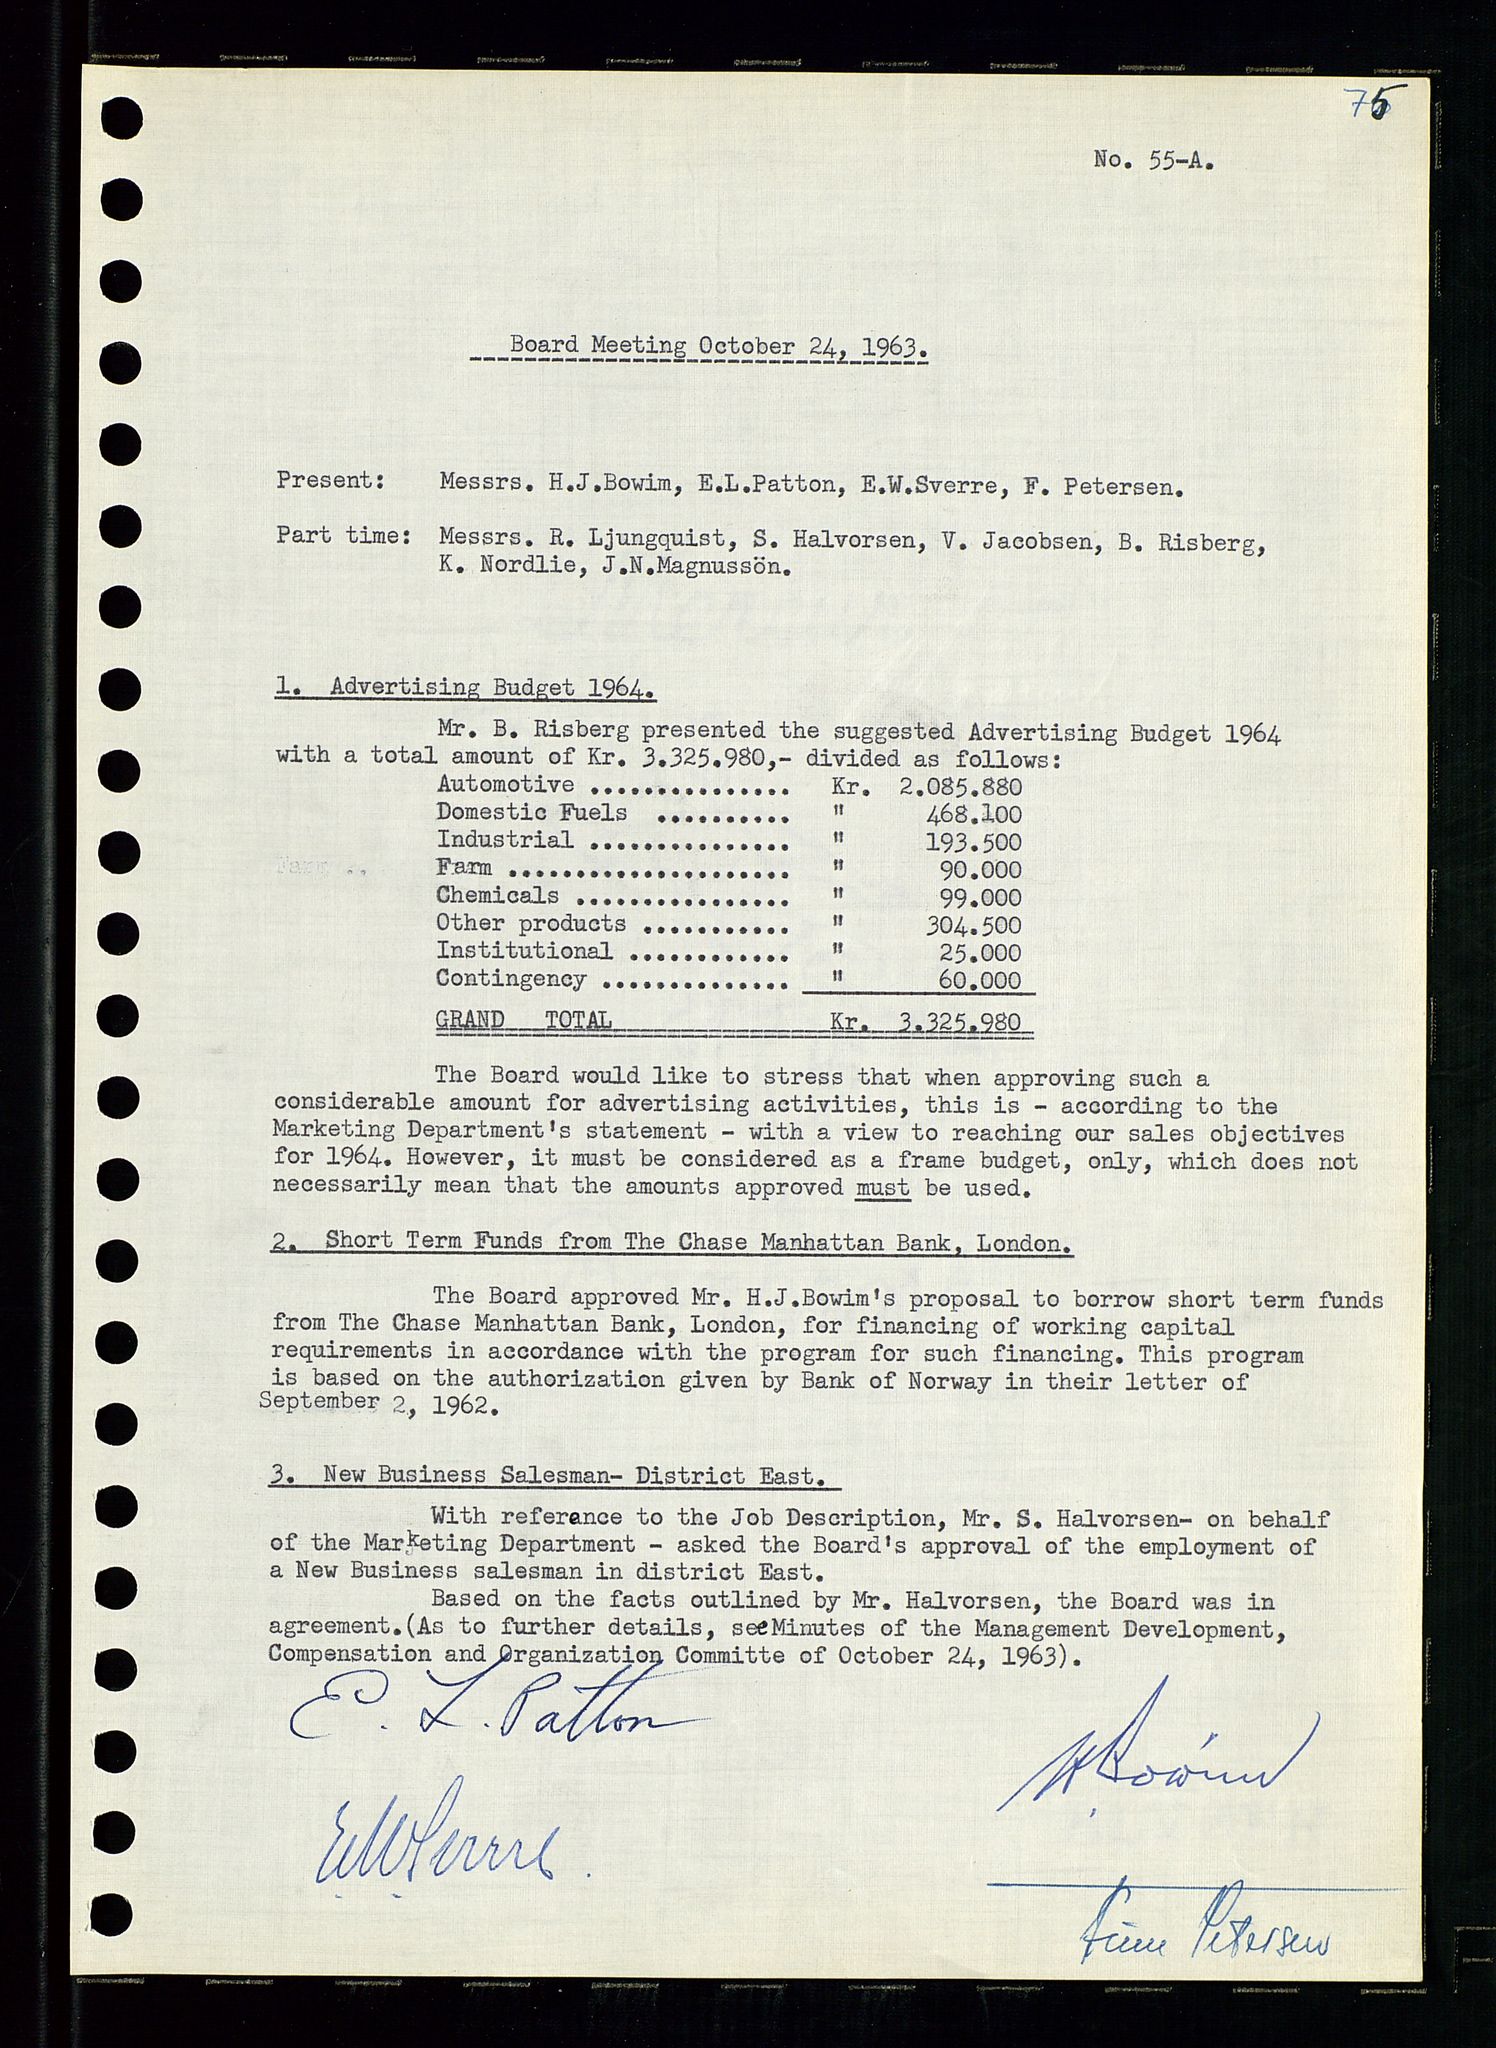 75
No. 55-A.
Board Meeting October 24, 1963.
Present: Messrs. H.J.Bowim, E.L.Patton, E.W.Sverre, F. Petersen.
Part time: Messrs. R. Ljungquist, S. Halvorsen, V. Jacobsen, B. Risberg,
K. Nordlie, J.N.Magnussön.
1. Advertising Budget 1964.
Mr. B. Risberg presented the suggested Advertising Budget 1964
with a total amount of Kr. 3.325.980,- divided as follows:
Automotive ............... Kr. 2.085.880
Domestic Fuels .......... " 468.100
Industrial ............... " 193.500
Farm ..................... " 90.000
Chemicals ................ " 99.000
Other products ........... " 304.500
Institutional ............ " 25.000
Contingency .............. " 60.000
GRAND TOTAL Kr. 3.325.980
The Board would like to stress that when approving such a
considerable amount for advertising activities, this is - according to the
Marketing Department's statement - with a view to reaching our sales objectives
for 1964. However, it must be considered as a frame budget, only, which does not
necessarily mean that the amounts approved must be used.
2. Short Term Funds from The Chase Manhattan Bank, London.
The Board approved Mr. H.J.Bowim's proposal to borrow short term funds
from The Chase Manhattan Bank, London, for financing of working capital
requirements in accordance with the program for such financing. This program
is based on the authorization given by Bank of Norway in their letter of
September 2, 1962.
3. New Business Salesman- District East.
With reference to the Job Description, Mr. S. Halvorsen- on behalf
of the Marketing Department - asked the Board's approval of the employment of
a New Business salesman in district East.
Based on the facts outlined by Mr. Halvorsen, the Board was in
agreement.(As to further details, see Minutes of the Management Development,
Compensation and Organization Committe of October 24, 1963).
E. L. Patton
H J Bowim
E W Sverre.
Finn Petersen